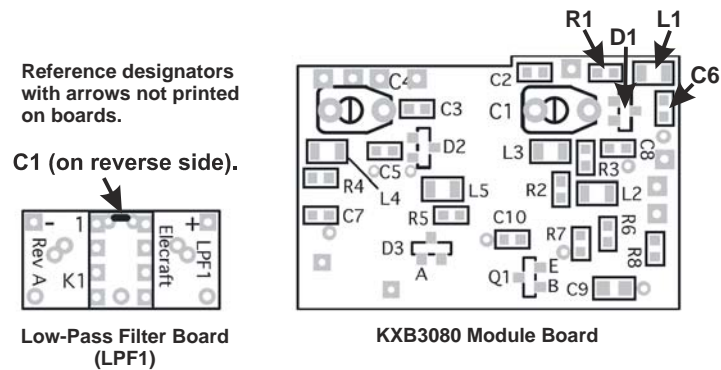 Reference designators
with arrows not printed
on boards.
C1 (on reverse side).
- 1 +
Rev A
K1
Elecraft
LPF1
Low-Pass Filter Board
(LPF1)
R1
D1
L1
C6
C4
C2
C3
C1
D2
C5
L3
C8
R3
R4
L4
L5
R2
L2
C7
R5
C10
R7
R6
R8
D3
A
Q1
E
B
C9
KXB3080 Module Board